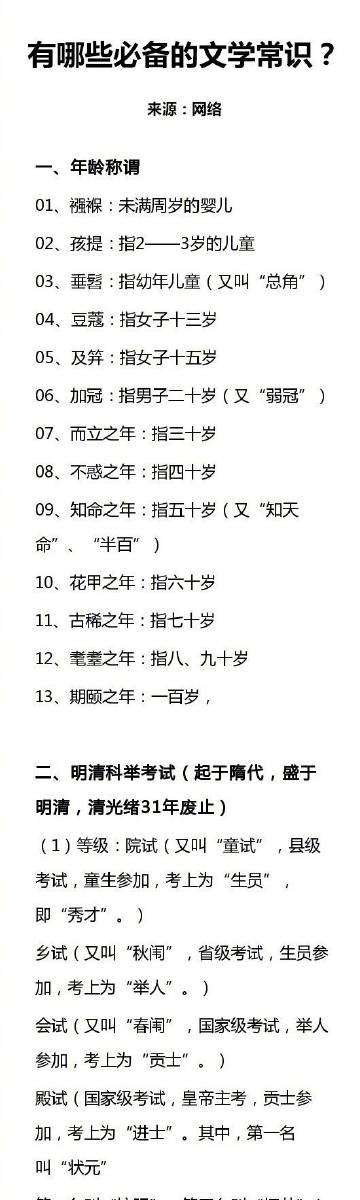 有哪些必备的文学常识？
来源：网络
一、年龄称谓
01、襁褓：未满周岁的婴儿
02、孩提：指2——3岁的儿童
03、垂髫：指幼年儿童（又叫“总角”）
04、豆蔻：指女子十三岁
05、及笄：指女子十五岁
06、加冠：指男子二十岁（又“弱冠”）
07、而立之年：指三十岁
08、不惑之年：指四十岁
09、知命之年：指五十岁（又“知天
命”、“半百”）
10、花甲之年：指六十岁
11、古稀之年：指七十岁
12、耄耋之年：指八、九十岁
13、期颐之年：一百岁，
二、明清科举考试（起于隋代，盛于
明清，清光绪31年废止）
（1）等级：院试（又叫“童试”，县级
考试，童生参加，考上为“生员”，
即“秀才”。）
乡试（又叫“秋闱”，省级考试，生员参
加，考上为“举人”。）
会试（又叫“春闱”，国家级考试，举人
参加，考上为“贡士”。）
殿试（国家级考试，皇帝主考，贡士参
加，考上为“进士”。其中，第一名
叫“状元”